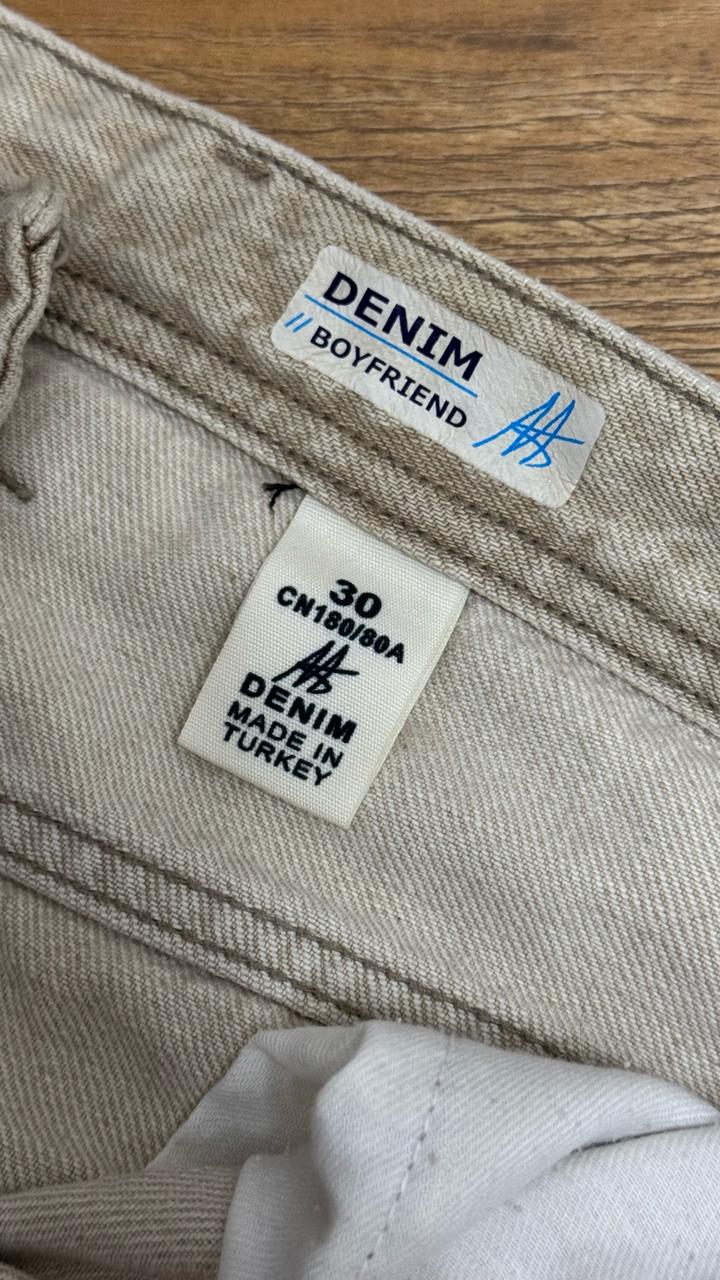 DENIM
// BOYFRIEND
30
CN180/80A
DENIM
MADE IN
TURKEY